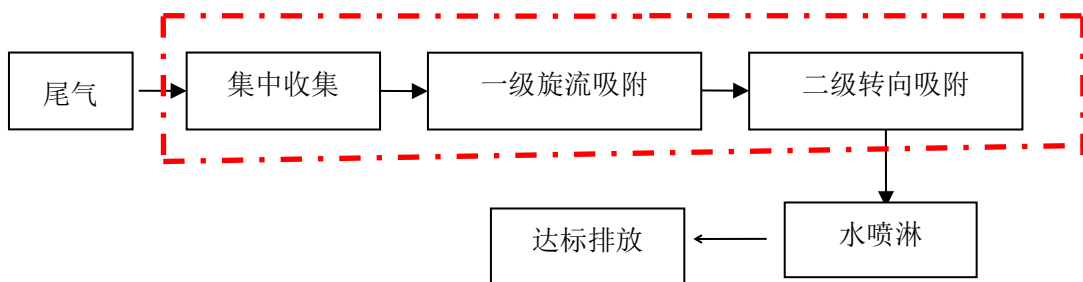 尾气
集中收集
一级旋流吸附
二级转向吸附
水喷淋
达标排放